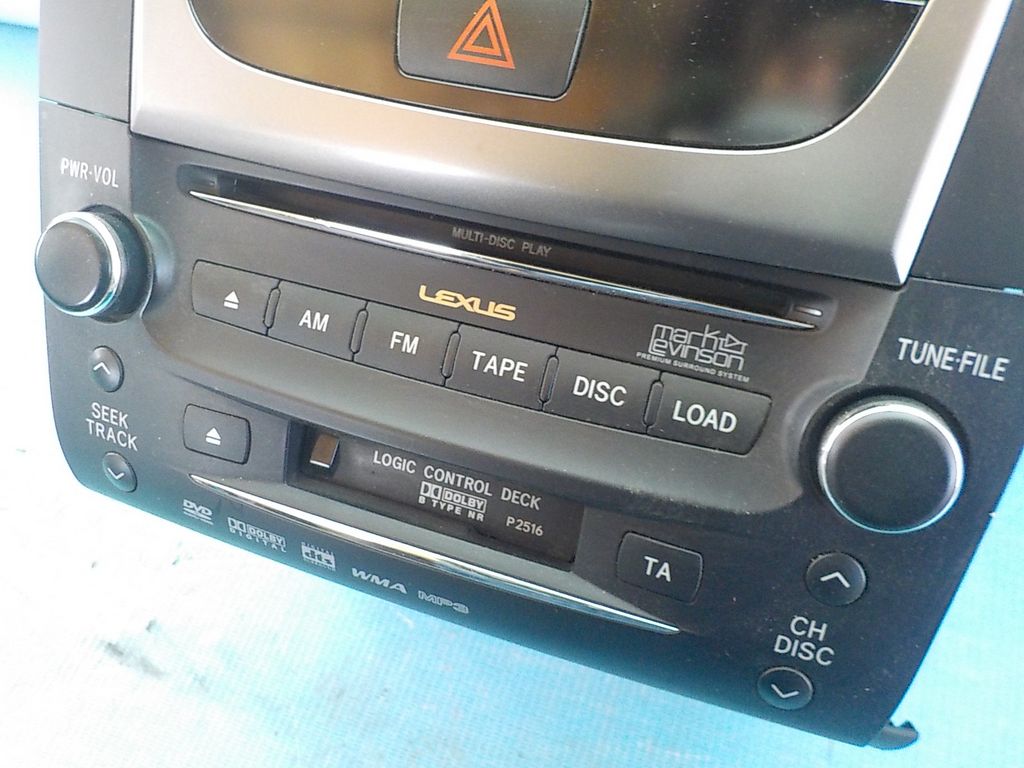 PWR·VOL
MULTI-DISC PLAY
LEXUS
mark
Levinson
PREMIUM SURROUND SYSTEM
AM
FM
TAPE
DISC
LOAD
TUNE·FILE
SEEK
TRACK
LOGIC CONTROL DECK
DOLBY
B TYPE NR
P2516
TA
CH
DISC
DVD
DOLBY
DIGITAL
dts
WMA
MP3